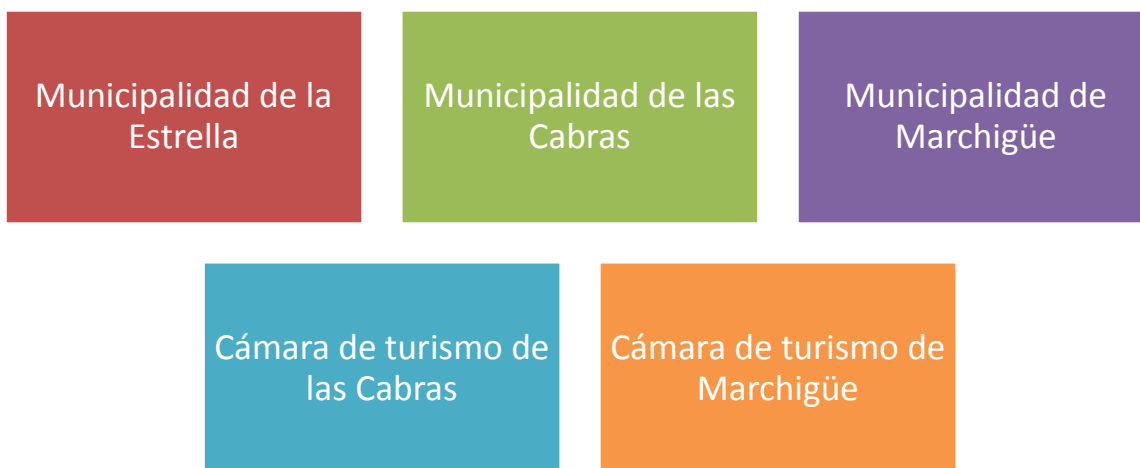 Municipalidad de la
Estrella
Municipalidad de las
Cabras
Municipalidad de
Marchigüe
Cámara de turismo de
las Cabras
Cámara de turismo de
Marchigüe